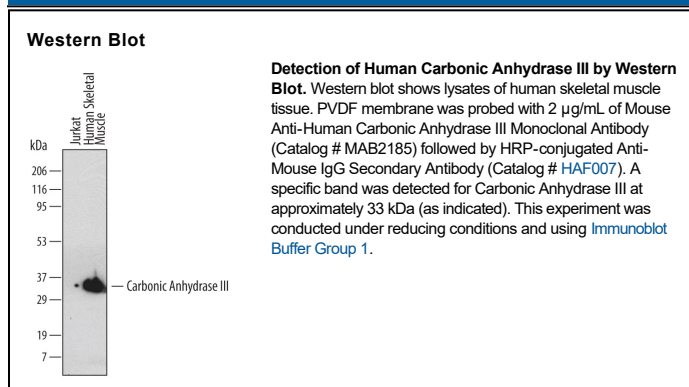 Western Blot
Jurkat
Human Skeletal
Muscle
kDa
206
116
95
53
37
29
19
7
Carbonic Anhydrase III
Detection of Human Carbonic Anhydrase III by Western
Blot. Western blot shows lysates of human skeletal muscle
tissue. PVDF membrane was probed with 2 µg/mL of Mouse
Anti-Human Carbonic Anhydrase III Monoclonal Antibody
(Catalog # MAB2185) followed by HRP-conjugated Anti-
Mouse IgG Secondary Antibody (Catalog # HAF007). A
specific band was detected for Carbonic Anhydrase III at
approximately 33 kDa (as indicated). This experiment was
conducted under reducing conditions and using Immunoblot
Buffer Group 1.